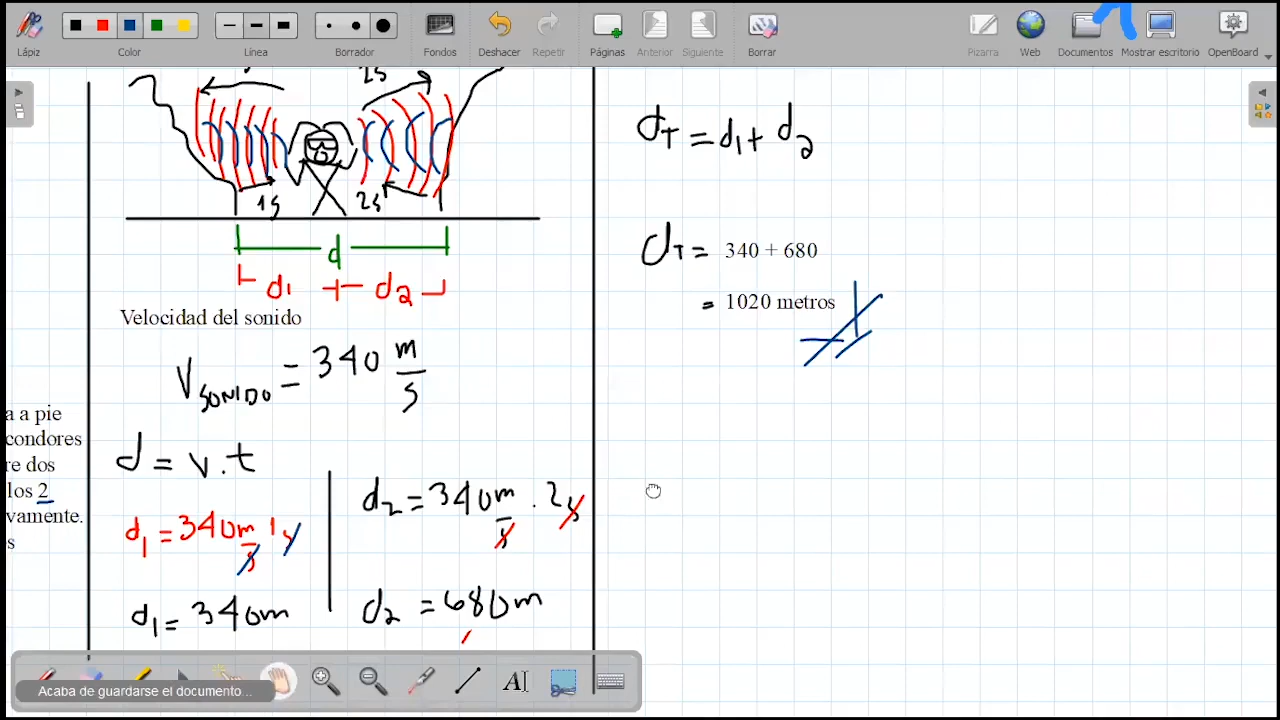 Lápiz
Color
Línea
Borrador
Fondos
Deshacer
Repetir
Páginas
Anterior
Siguiente
Borrar
Pizarra
Web
Documentos
Mostrar escritorio
OpenBoard
2s
1s
2s
d
d1
d2
Velocidad del sonido
VSONIDO = 340 m/s
a a pie
condores
re dos
los 2
vamente.
s
d = v.t
d1 = 340m/s 1s
d1 = 340m
d2 = 340m/s . 2s
d2 = 680m
dT = d1 + d2
dT = 340 + 680
= 1020 metros
AI
Acaba de guardarse el documento...